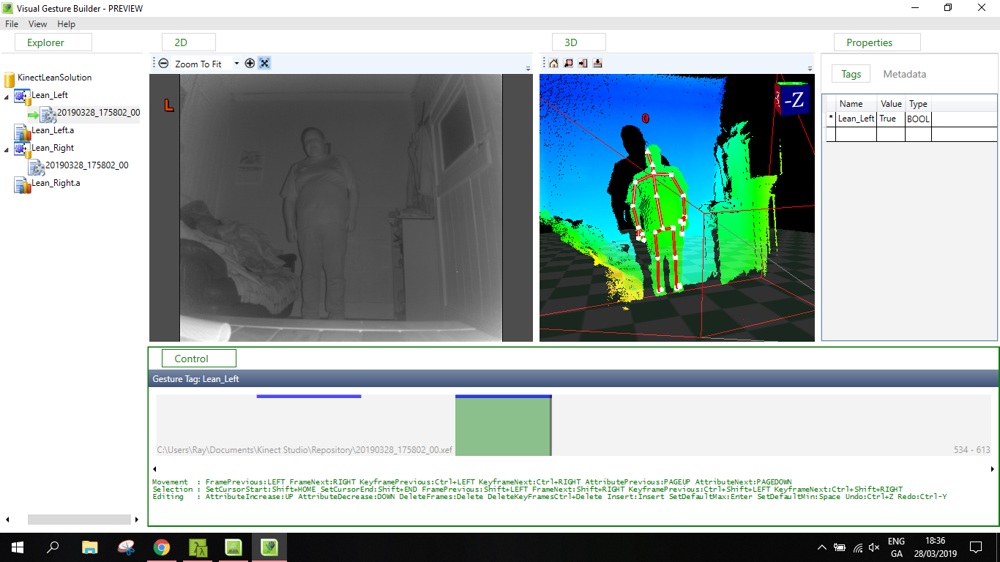 Visual Gesture Builder - PREVIEW
File View Help
Explorer
KinectLeanSolution
Lean_Left
20190328_175802_00
Lean_Left.a
Lean_Right
20190328_175802_00
Lean_Right.a
2D
Zoom To Fit
L
3D
0
-Z
Properties
Tags Metadata
Name Value Type
* Lean_Left True BOOL
Control
Gesture Tag: Lean_Left
C:\Users\Ray\Documents\Kinect Studio\Repository\20190328_175802_00.xef
534 - 613
Movement : FramePrevious:LEFT FrameNext:RIGHT KeyframePrevious:Ctrl+LEFT KeyframeNext:Ctrl+RIGHT AttributePrevious:PAGEUP AttributeNext:PAGEDOWN
Selection : SetCursorStart:Shift+HOME SetCursorEnd:Shift+END FramePrevious:Shift+LEFT FrameNext:Shift+RIGHT KeyframePrevious:Ctrl+Shift+LEFT KeyframeNext:Ctrl+Shift+RIGHT
Editing : AttributeIncrease:UP AttributeDecrease:DOWN DeleteFrames:Delete DeleteKeyFramesCtrl+Delete Insert:Insert SetDefaultMax:Enter SetDefaultMin:Space Undo:Ctrl+Z Redo:Ctrl-Y
ENG
GA
18:36
28/03/2019